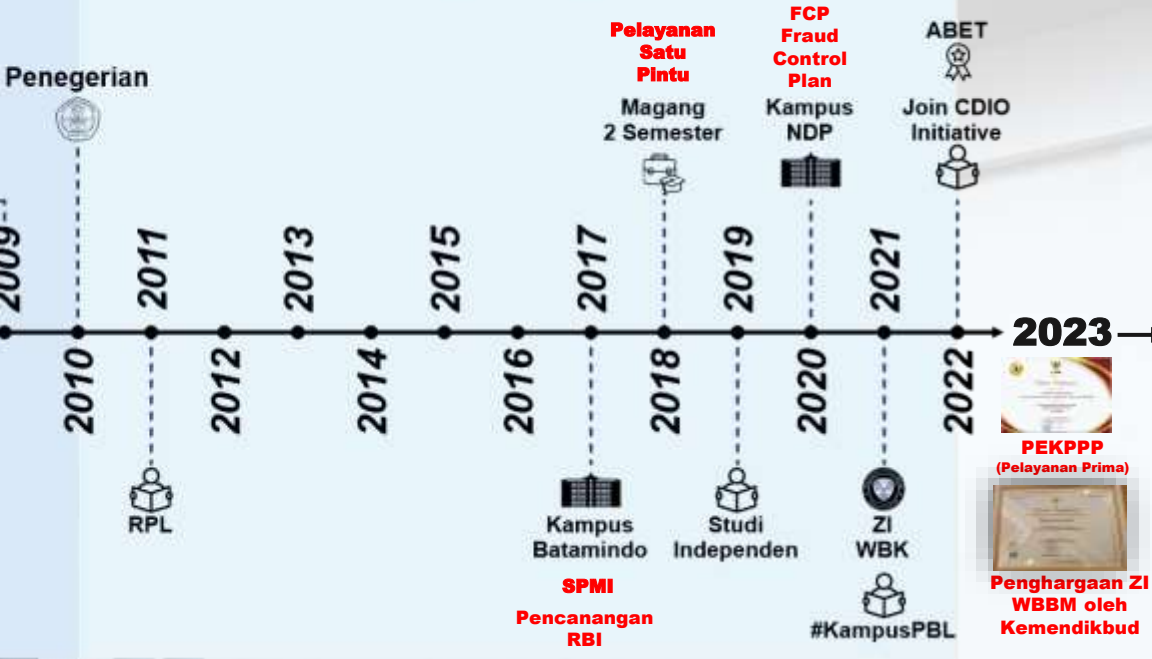 Penegerian
Pelayanan
Satu
Pintu
Magang
2 Semester
FCP
Fraud
Control
Plan
Kampus
NDP
ABET
Join CDIO
Initiative
2009
2010
2011
2012
2013
2014
2015
2016
2017
2018
2019
2020
2021
2022
2023
RPL
Kampus
Batamindo
SPMI
Pencanangan
RBI
Studi
Independen
ZI
WBK
#KampusPBL
PEKPPP
(Pelayanan Prima)
Penghargaan ZI
WBBM oleh
Kemendikbud